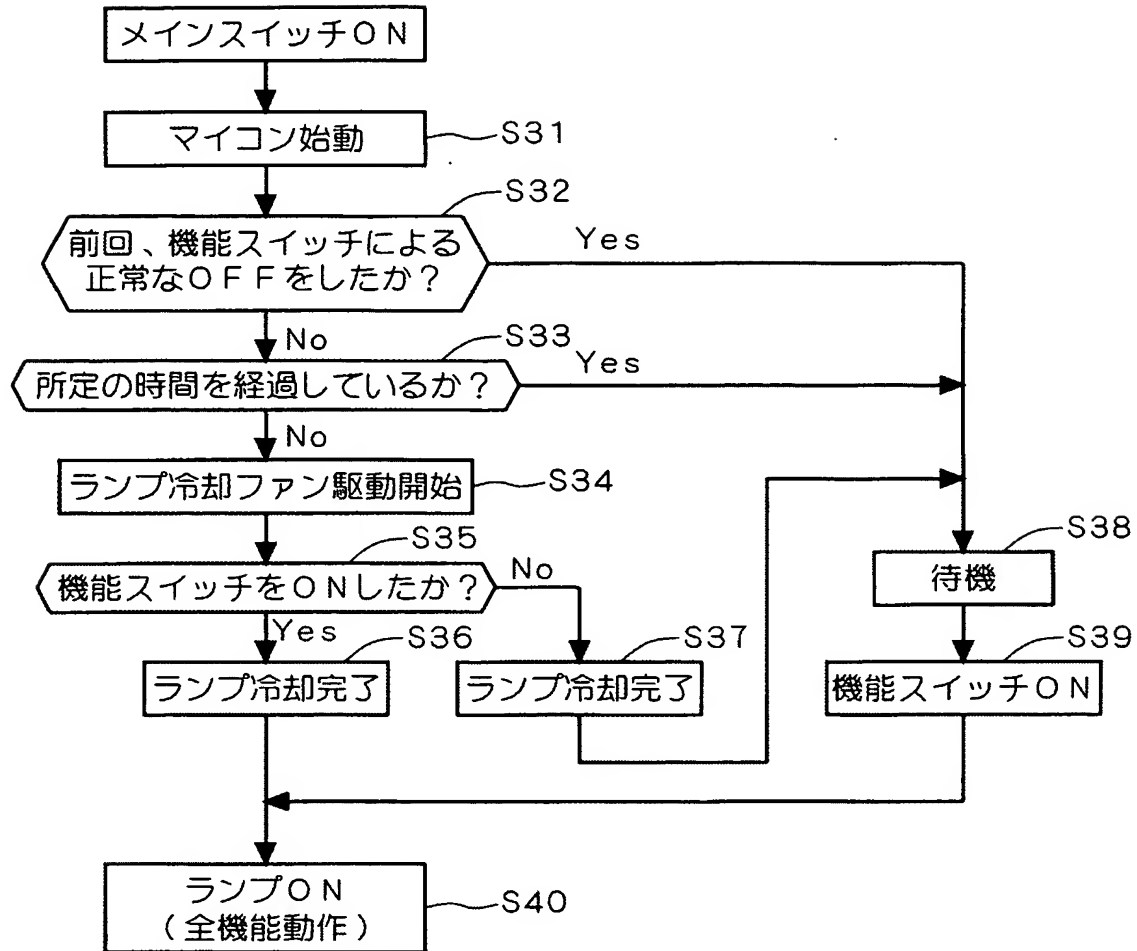 メインスイッチON
マイコン始動
S31
S32
前回、機能スイッチによる
正常なOFFをしたか?
Yes
No
S33
所定の時間を経過しているか?
Yes
No
ランプ冷却ファン駆動開始
S34
S35
機能スイッチをONしたか?
No
Yes
S36
ランプ冷却完了
S37
ランプ冷却完了
S38
待機
S39
機能スイッチON
ランプON
(全機能動作)
S40